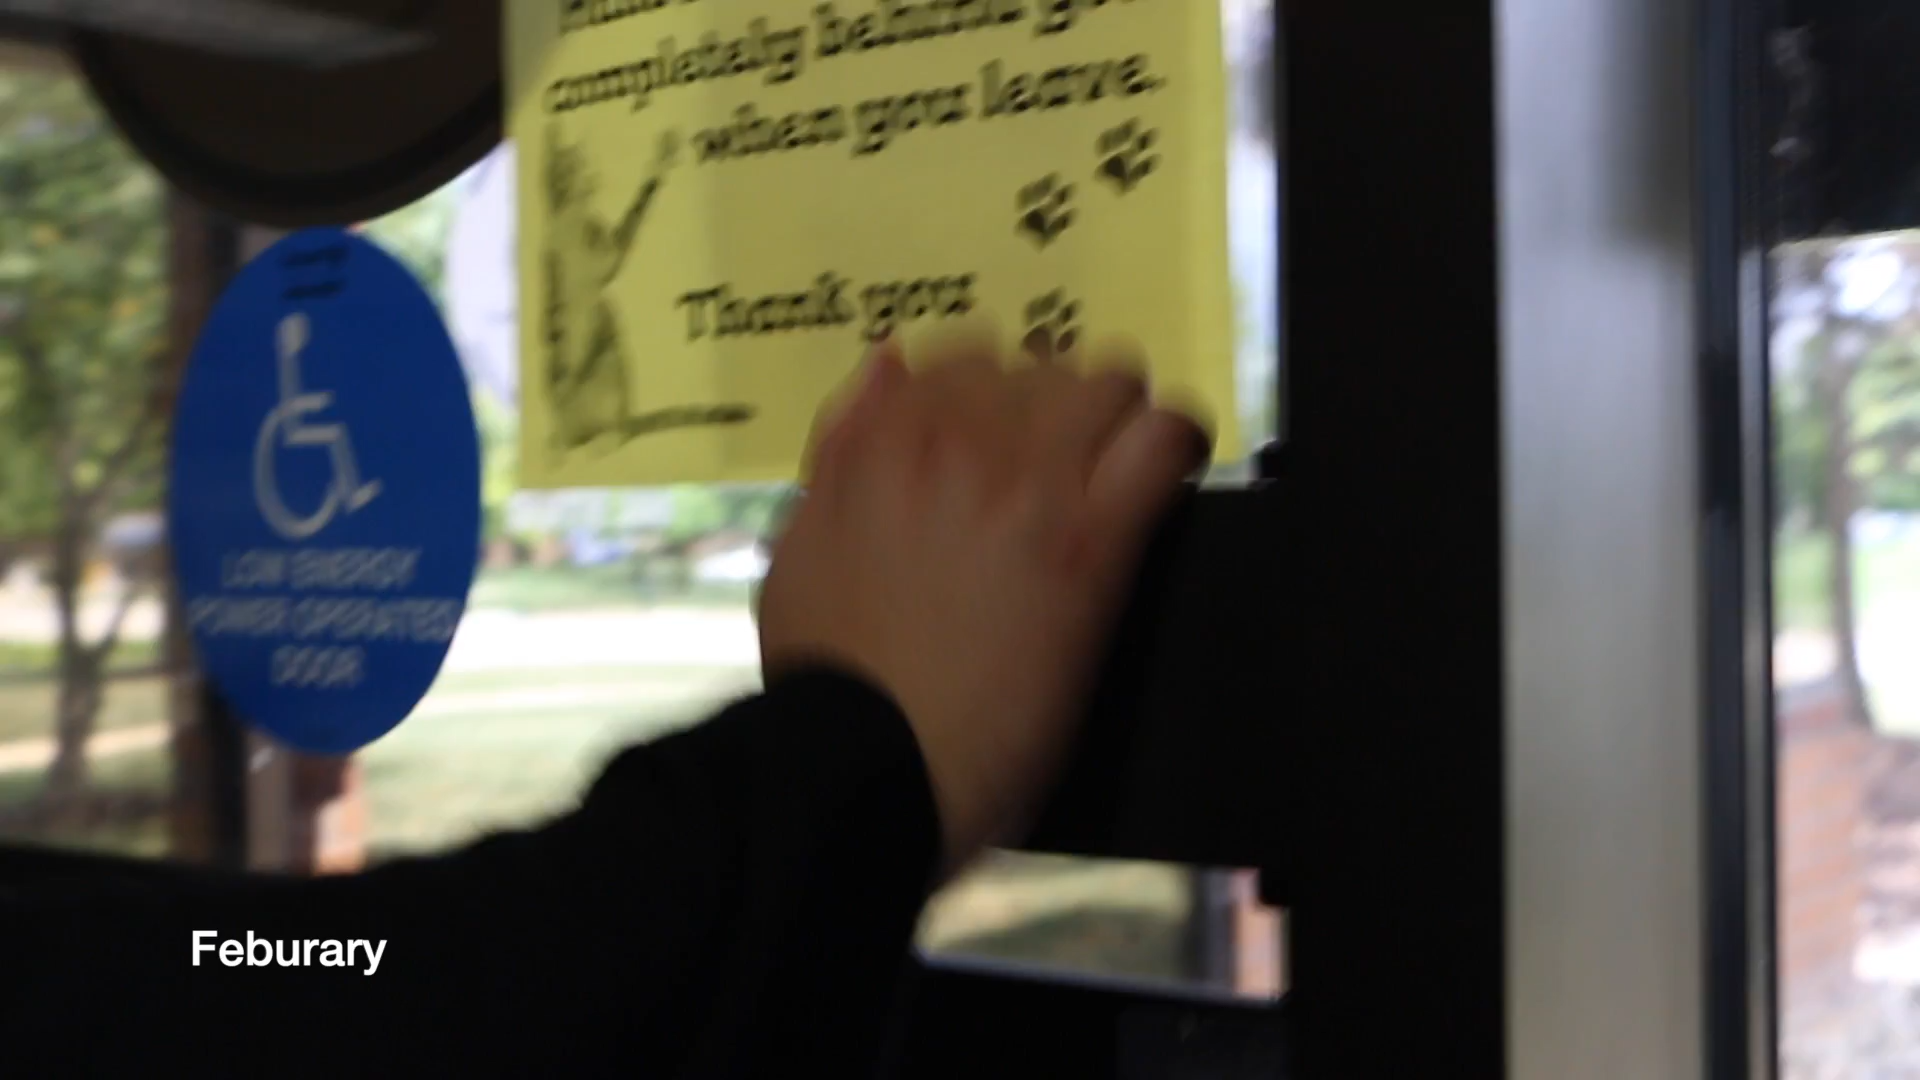 completely behind you
when you leave.
Thank you
LOW ENERGY
POWER OPERATED
DOOR
Feburary